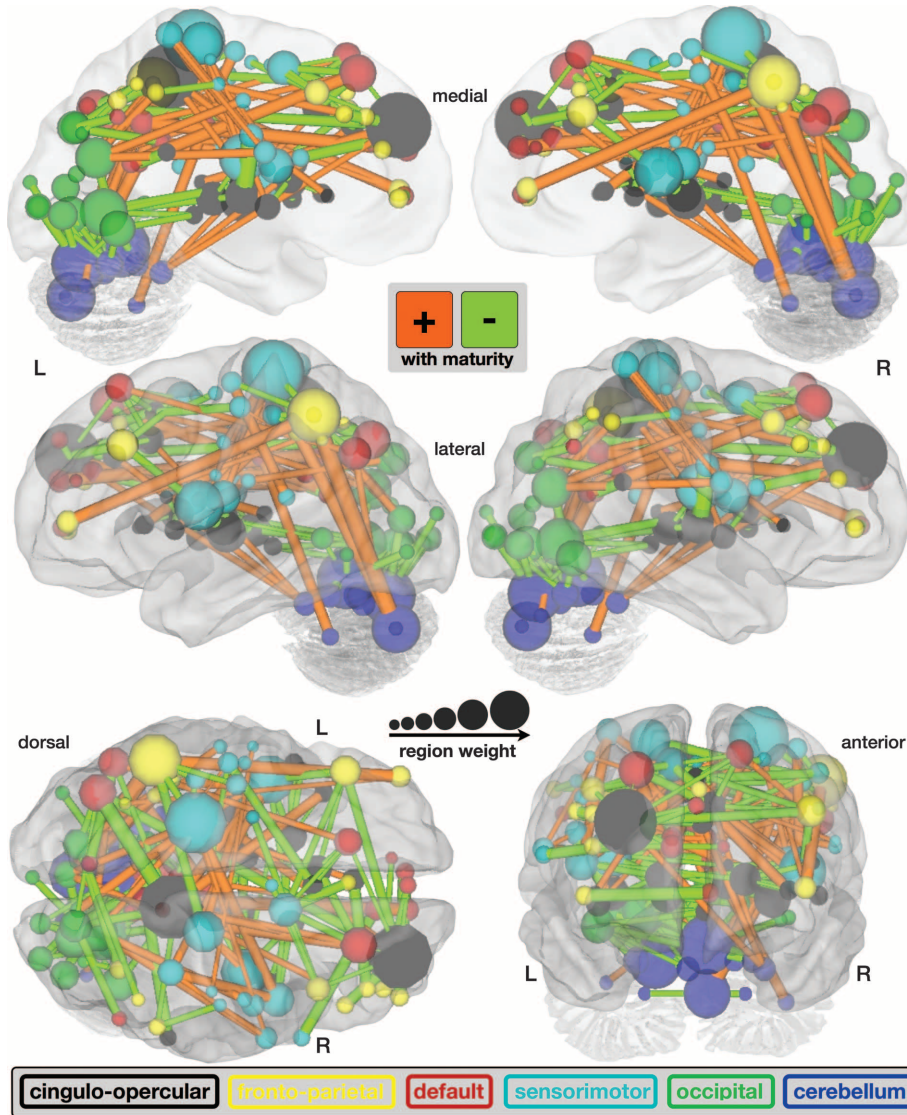 medial
+ -
with maturity
L R
lateral
L
region weight
dorsal
anterior
L R
R
cingulo-opercular fronto-parietal default sensorimotor occipital cerebellum